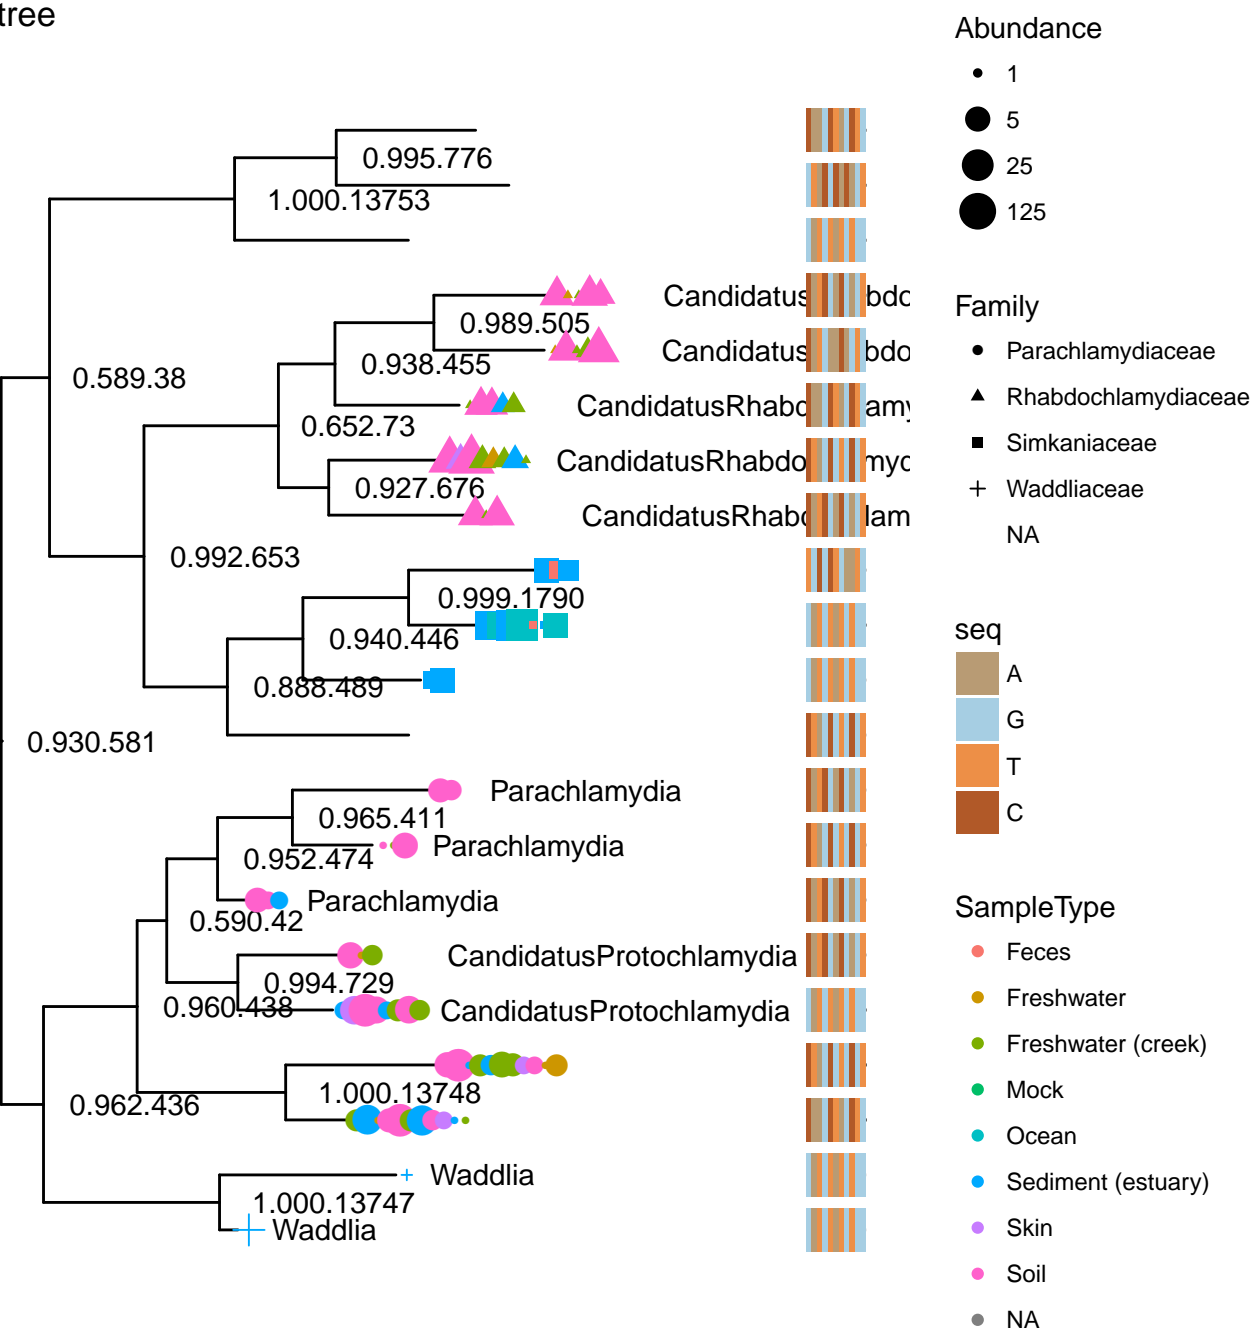 tree
0.995.776
1.000.13753
Candidatus bdo
0.989.505
Candidatus bdo
0.938.455
0.589.38
CandidatusRhabd amy
0.652.73
CandidatusRhabdo myc
0.927.676
CandidatusRhabd lam
0.992.653
0.999.1790
0.940.446
0.888.489
0.930.581
Parachlamydia
0.965.411
Parachlamydia
0.952.474
Parachlamydia
0.590.42
CandidatusProtochlamydia
0.994.729
0.960.438
CandidatusProtochlamydia
1.000.13748
0.962.436
Waddlia
1.000.13747
Waddlia
Abundance
1
5
25
125
Family
Parachlamydiaceae
Rhabdochlamydiaceae
Simkaniaceae
Waddliaceae
NA
seq
A
G
T
C
SampleType
Feces
Freshwater
Freshwater (creek)
Mock
Ocean
Sediment (estuary)
Skin
Soil
NA